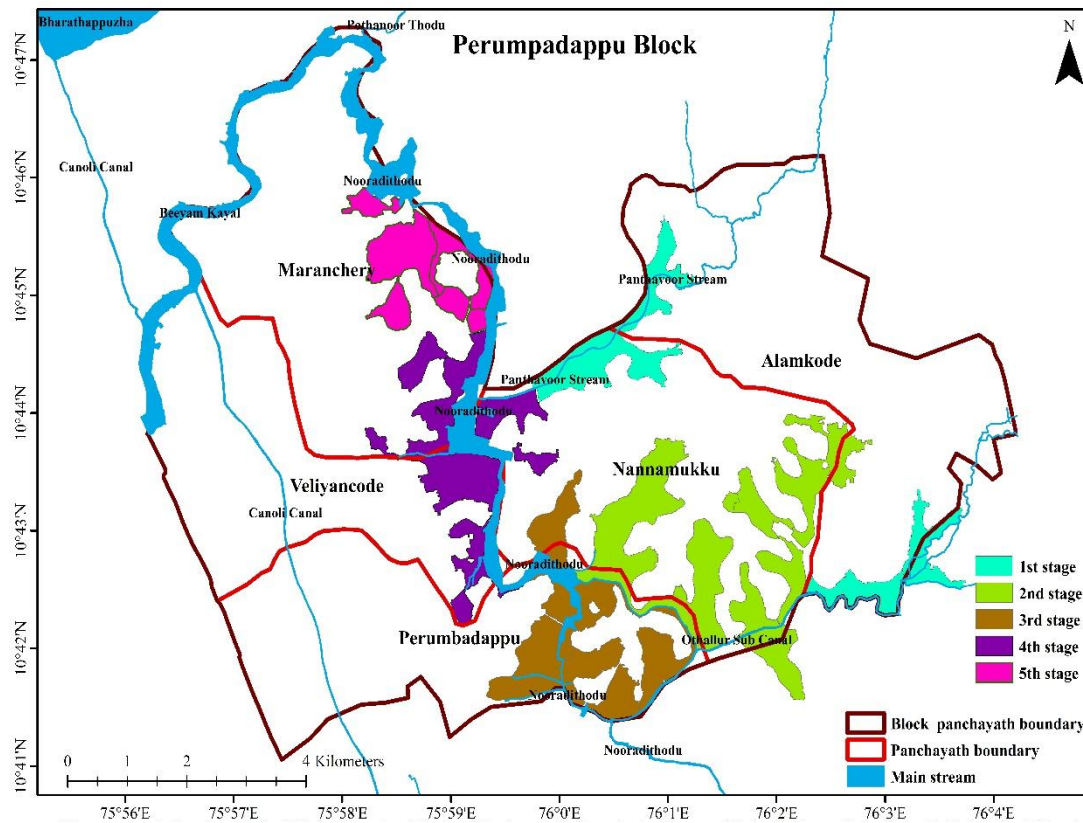 Bharathappuzha
Pothanoor Thodu
Perumpadappu Block
N
Canoli Canal
Nooradithodu
Beeyam Kayal
Maranchery
Nooradithodu
Panthavoor Stream
Alamkode
Panthavoor Stream
Nooradithodu
Nannamukku
Veliyancode
Canoli Canal
Nooradithodu
Perumbadappu
Othallur Sub Canal
Nooradithodu
Nooradithodu
1st stage
2nd stage
3rd stage
4th stage
5th stage
Block panchayath boundary
Panchayath boundary
Main stream
0 1 2 4 Kilometers
10°47'N
10°46'N
10°45'N
10°44'N
10°43'N
10°42'N
10°41'N
75°56'E 75°57'E 75°58'E 75°59'E 76°0'E 76°1'E 76°2'E 76°3'E 76°4'E